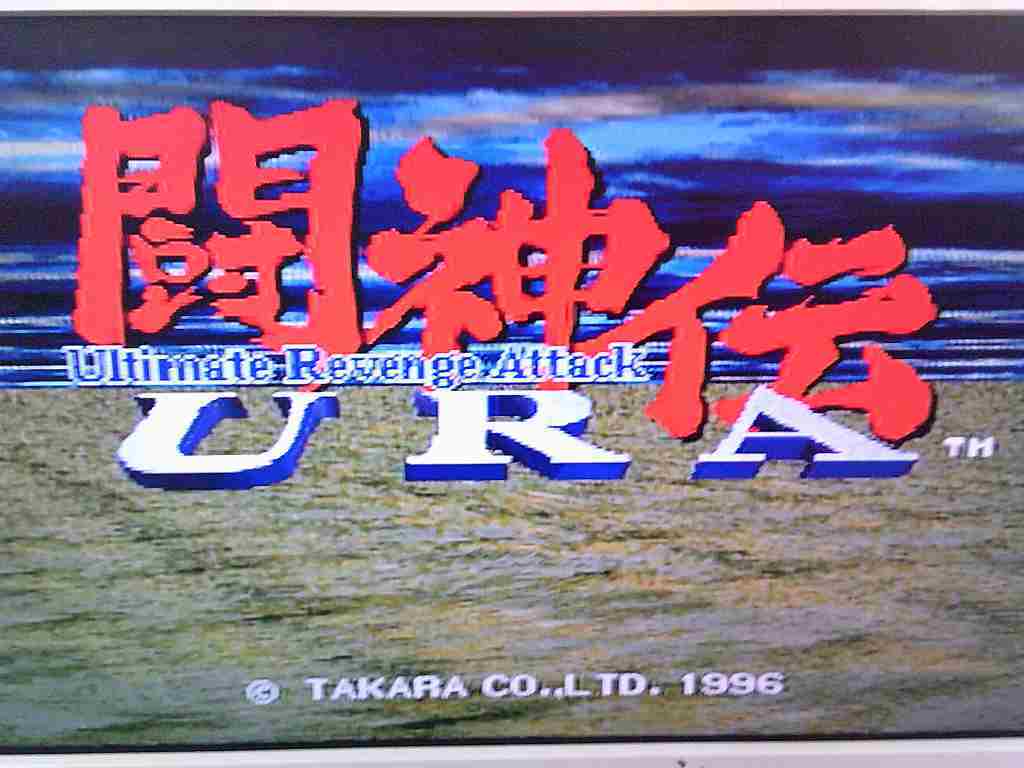 闘神伝
Ultimate Revenge Attack
URA TM
© TAKARA CO.,LTD. 1996